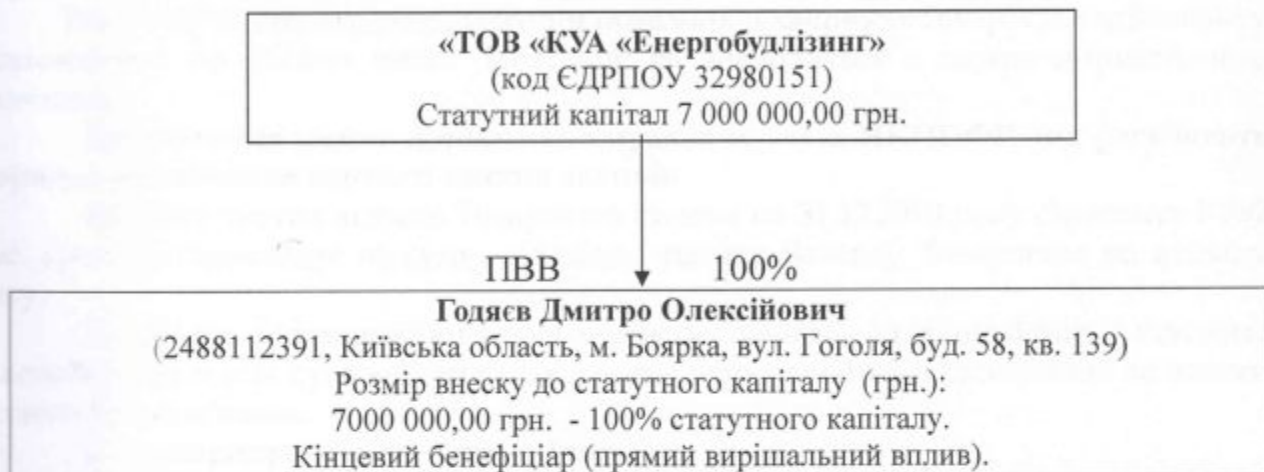 «ТОВ «КУА «Енергобудлізинг»
(код ЄДРПОУ 32980151)
Статутний капітал 7 000 000,00 грн.
ПВВ 100%
Годяєв Дмитро Олексійович
(2488112391, Київська область, м. Боярка, вул. Гоголя, буд. 58, кв. 139)
Розмір внеску до статутного капіталу (грн.):
7000 000,00 грн. - 100% статутного капіталу.
Кінцевий бенефіціар (прямий вирішальний вплив).